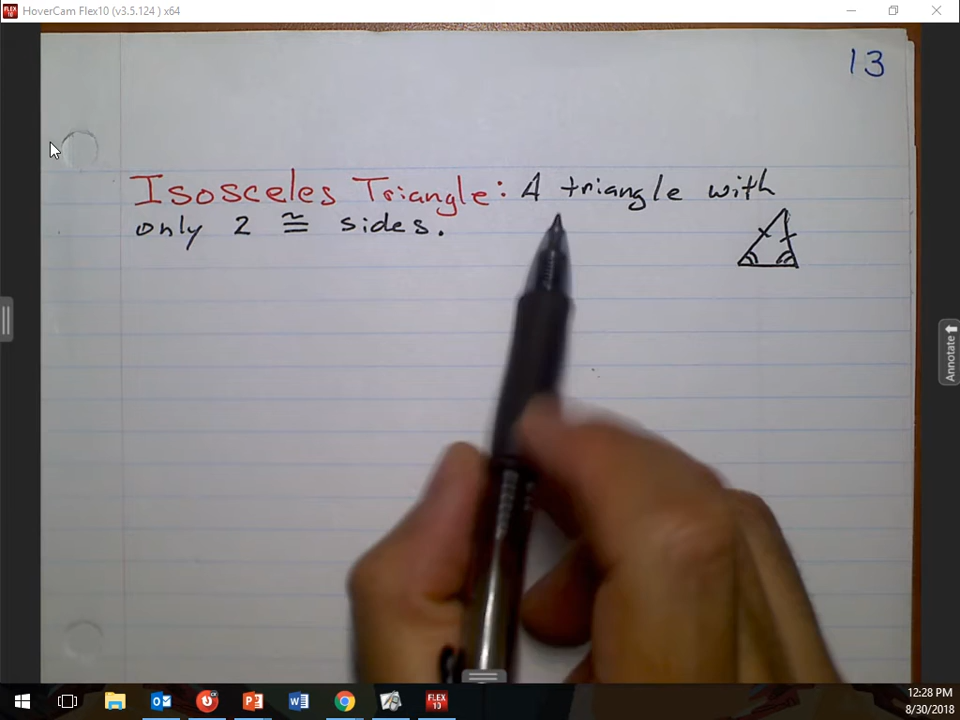 HoverCam Flex10 (v3.5.124 ) x64
13
Isosceles Triangle: A triangle with
only 2 ≅ sides.
Annotate
12:28 PM
8/30/2018